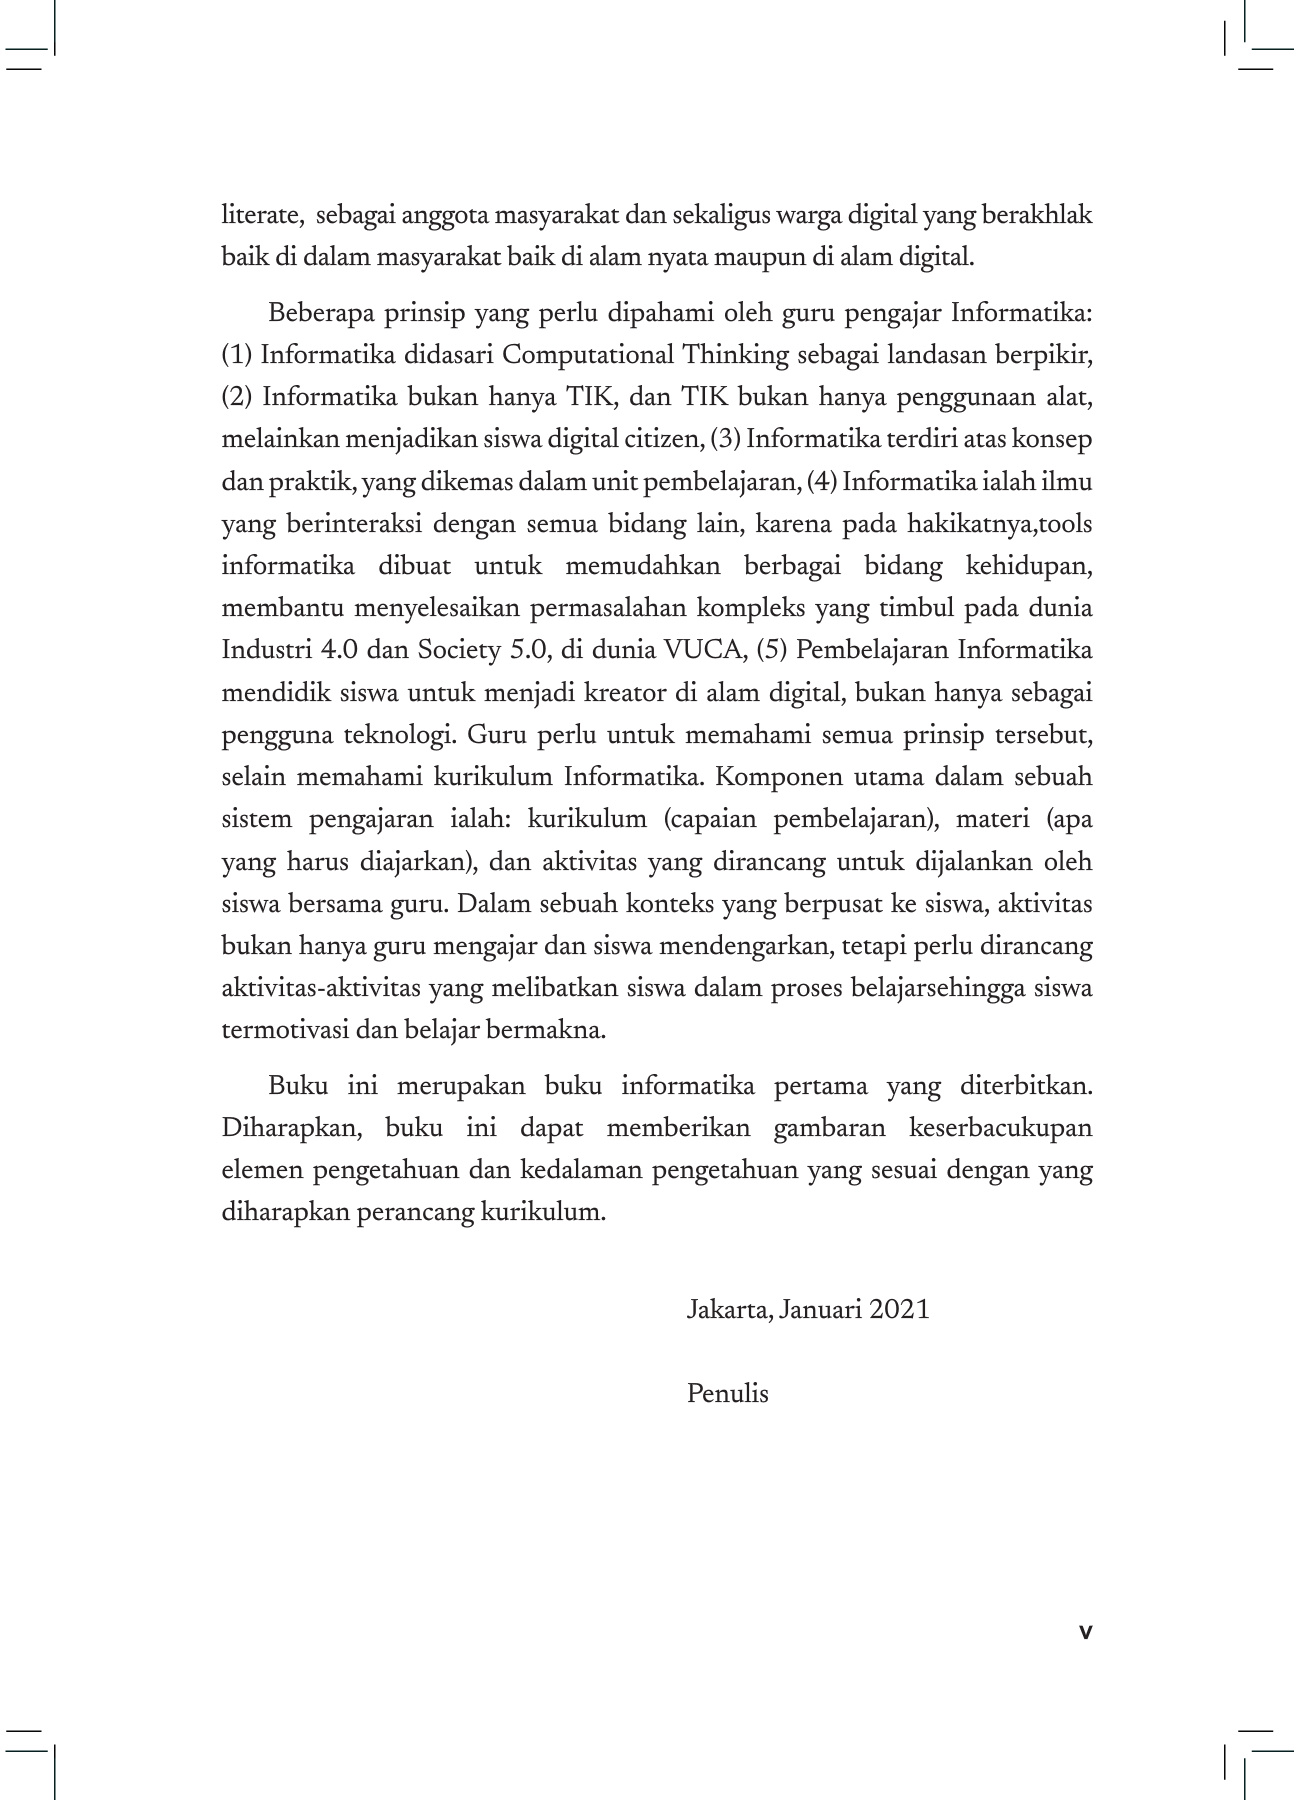 literate,  sebagai anggota masyarakat dan sekaligus warga digital yang berakhlak
baik di dalam masyarakat baik di alam nyata maupun di alam digital.
Beberapa prinsip yang perlu dipahami oleh guru pengajar Informatika:
(1) Informatika didasari Computational Thinking sebagai landasan berpikir,
(2) Informatika bukan hanya TIK, dan TIK bukan hanya penggunaan alat,
melainkan menjadikan siswa digital citizen, (3) Informatika terdiri atas konsep
dan praktik, yang dikemas dalam unit pembelajaran, (4) Informatika ialah ilmu
yang berinteraksi dengan semua bidang lain, karena pada hakikatnya,tools
informatika dibuat untuk memudahkan berbagai bidang kehidupan,
membantu menyelesaikan permasalahan kompleks yang timbul pada dunia
Industri 4.0 dan Society 5.0, di dunia VUCA, (5) Pembelajaran Informatika
mendidik siswa untuk menjadi kreator di alam digital, bukan hanya sebagai
pengguna teknologi. Guru perlu untuk memahami semua prinsip tersebut,
selain memahami kurikulum Informatika. Komponen utama dalam sebuah
sistem pengajaran ialah: kurikulum (capaian pembelajaran), materi (apa
yang harus diajarkan), dan aktivitas yang dirancang untuk dijalankan oleh
siswa bersama guru. Dalam sebuah konteks yang berpusat ke siswa, aktivitas
bukan hanya guru mengajar dan siswa mendengarkan, tetapi perlu dirancang
aktivitas-aktivitas yang melibatkan siswa dalam proses belajarsehingga siswa
termotivasi dan belajar bermakna.
Buku ini merupakan buku informatika pertama yang diterbitkan.
Diharapkan, buku ini dapat memberikan gambaran keserbacukupan
elemen pengetahuan dan kedalaman pengetahuan yang sesuai dengan yang
diharapkan perancang kurikulum.
Jakarta, Januari 2021
Penulis
v